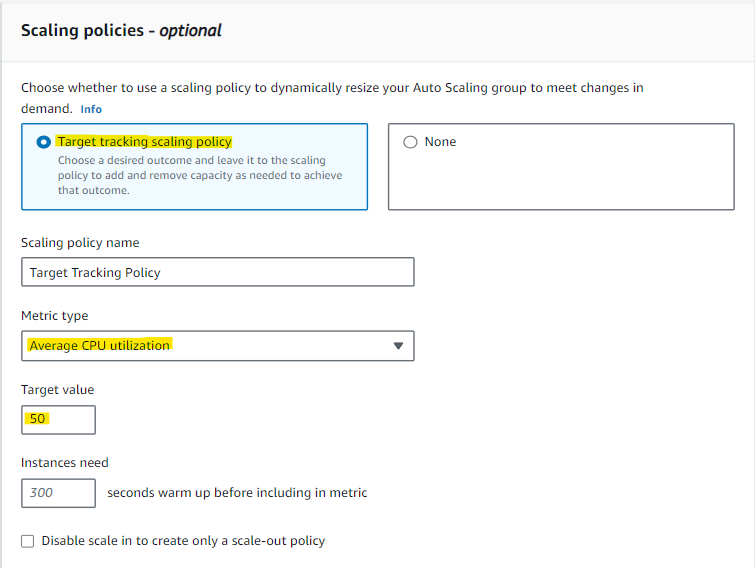 Scaling policies - optional
Choose whether to use a scaling policy to dynamically resize your Auto Scaling group to meet changes in
demand. Info
Target tracking scaling policy
Choose a desired outcome and leave it to the scaling
policy to add and remove capacity as needed to achieve
that outcome.
None
Scaling policy name
Target Tracking Policy
Metric type
Average CPU utilization
Target value
50
Instances need
300 seconds warm up before including in metric
Disable scale in to create only a scale-out policy